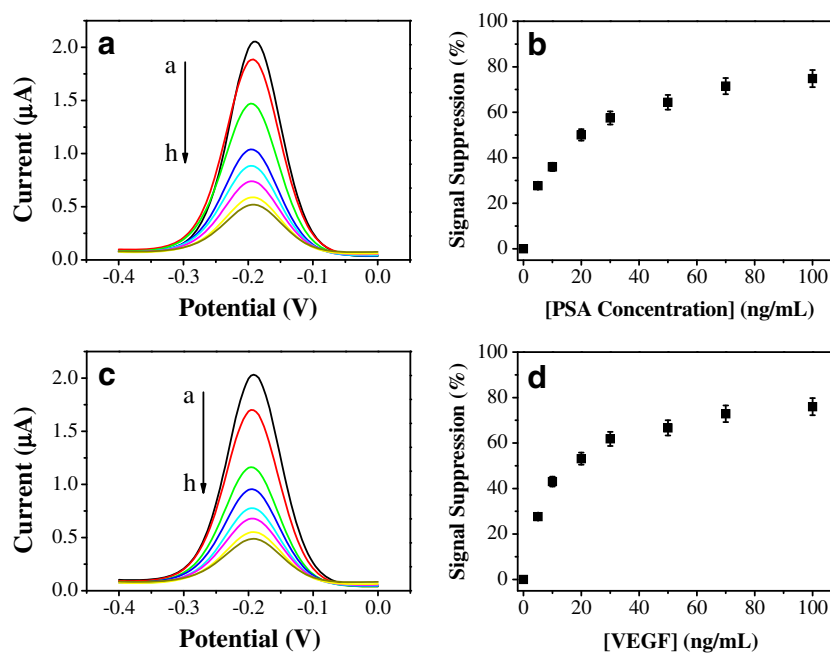 a
a
h
2.0
1.5
1.0
0.5
0.0
Current (μA)
-0.4 -0.3 -0.2 -0.1 0.0
Potential (V)
b
100
80
60
40
20
0
Signal Suppression (%)
0 20 40 60 80 100
[PSA Concentration] (ng/mL)
c
a
h
2.0
1.5
1.0
0.5
0.0
Current (μA)
-0.4 -0.3 -0.2 -0.1 0.0
Potential (V)
d
100
80
60
40
20
0
Signal Suppression (%)
0 20 40 60 80 100
[VEGF] (ng/mL)